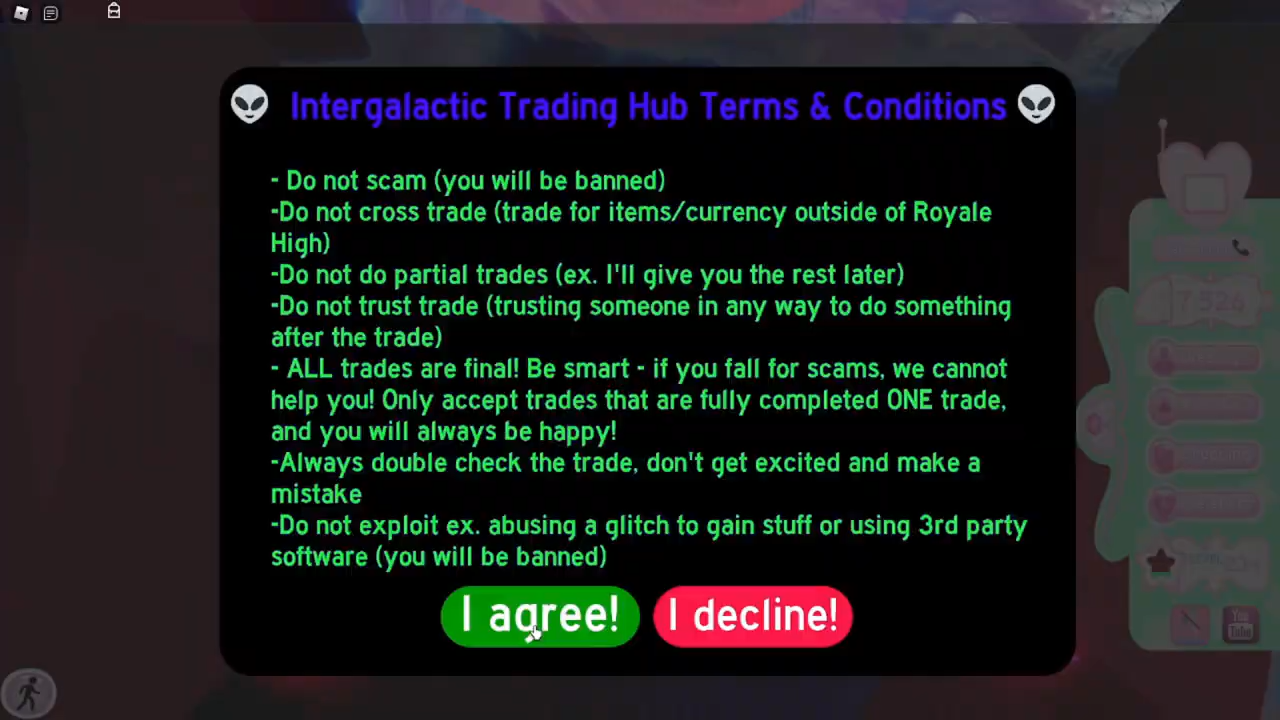 Intergalactic Trading Hub Terms & Conditions
- Do not scam (you will be banned)
-Do not cross trade (trade for items/currency outside of Royale
High)
-Do not do partial trades (ex. I'll give you the rest later)
-Do not trust trade (trusting someone in any way to do something
after the trade)
- ALL trades are final! Be smart - if you fall for scams, we cannot
help you! Only accept trades that are fully completed ONE trade,
and you will always be happy!
-Always double check the trade, don't get excited and make a
mistake
-Do not exploit ex. abusing a glitch to gain stuff or using 3rd party
software (you will be banned)
I agree! I decline!
You
Tube